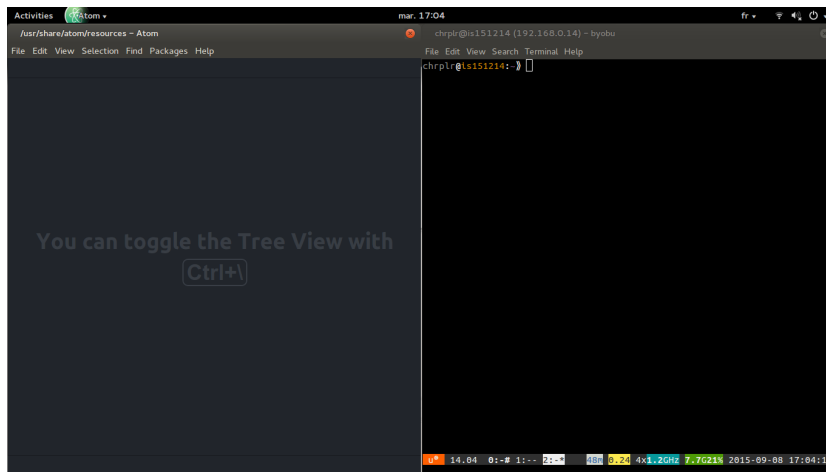 Activities Atom mar. 17:04 fr
/usr/share/atom/resources - Atom
File Edit View Selection Find Packages Help
You can toggle the Tree View with
Ctrl+\
chrplr@is151214 (192.168.0.14) - byobu
File Edit View Search Terminal Help
chrplr@is151214:~$
u 14.04 0:-# 1:-- 2:-* 48m 0.24 4x1.2GHz 7.7G21% 2015-09-08 17:04:1